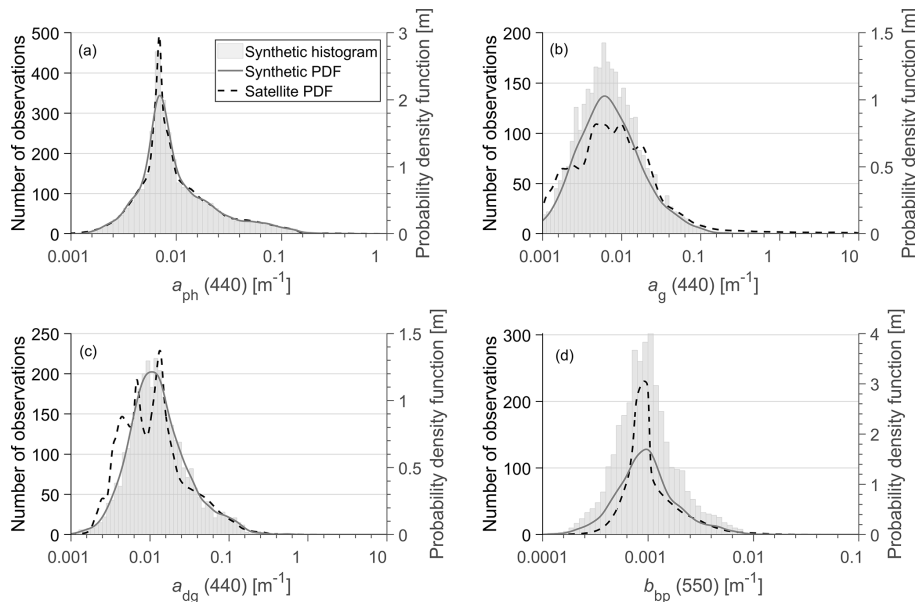 (a)
Synthetic histogram
Synthetic PDF
Satellite PDF
Number of observations
500
400
300
200
100
0
Probability density function [m]
3
2
1
0
0.001 0.01 0.1 1
a_ph (440) [m⁻¹]
(b)
Number of observations
200
150
100
50
0
Probability density function [m]
1.5
1
0.5
0
0.001 0.01 0.1 1 10
a_g (440) [m⁻¹]
(c)
Number of observations
250
200
150
100
50
0
Probability density function [m]
1.5
1
0.5
0
0.001 0.01 0.1 1 10
a_dg (440) [m⁻¹]
(d)
Number of observations
300
200
100
0
Probability density function [m]
4
3
2
1
0
0.0001 0.001 0.01 0.1
b_bp (550) [m⁻¹]